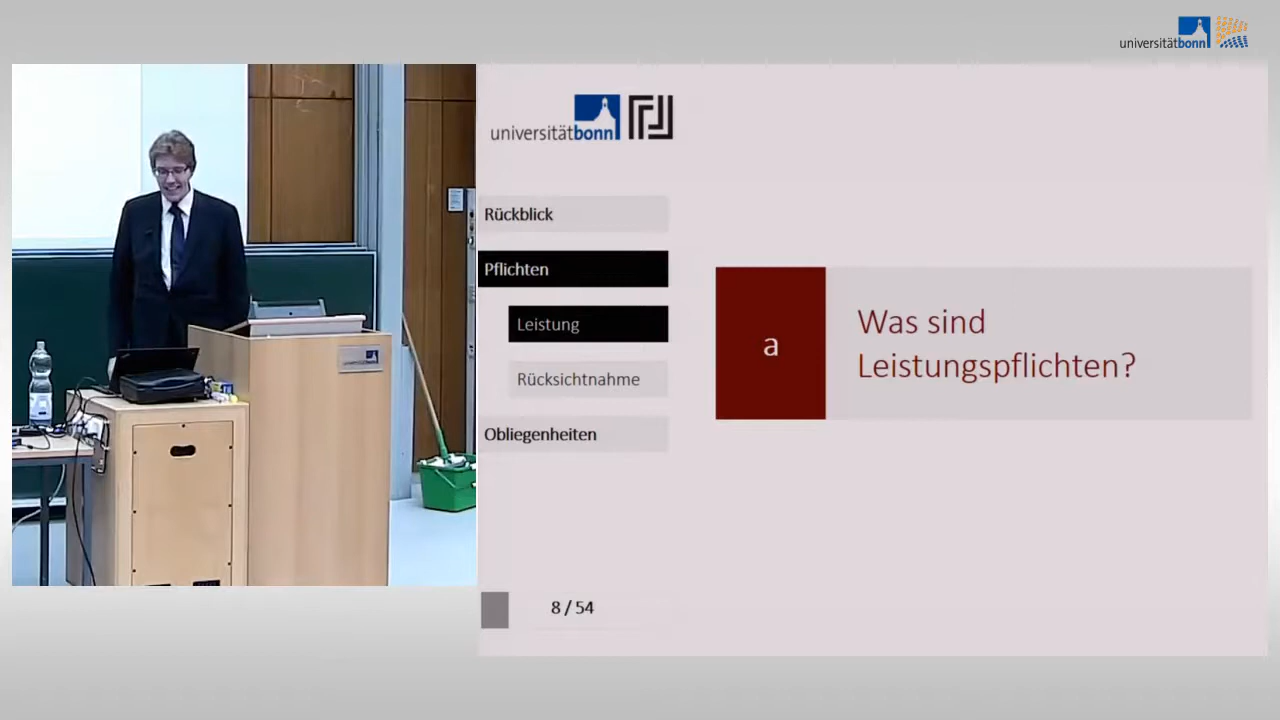 universitätbonn
universitätbonn
Rückblick
Pflichten
Leistung
Rücksichtnahme
Obliegenheiten
a
Was sind
Leistungspflichten?
8 / 54